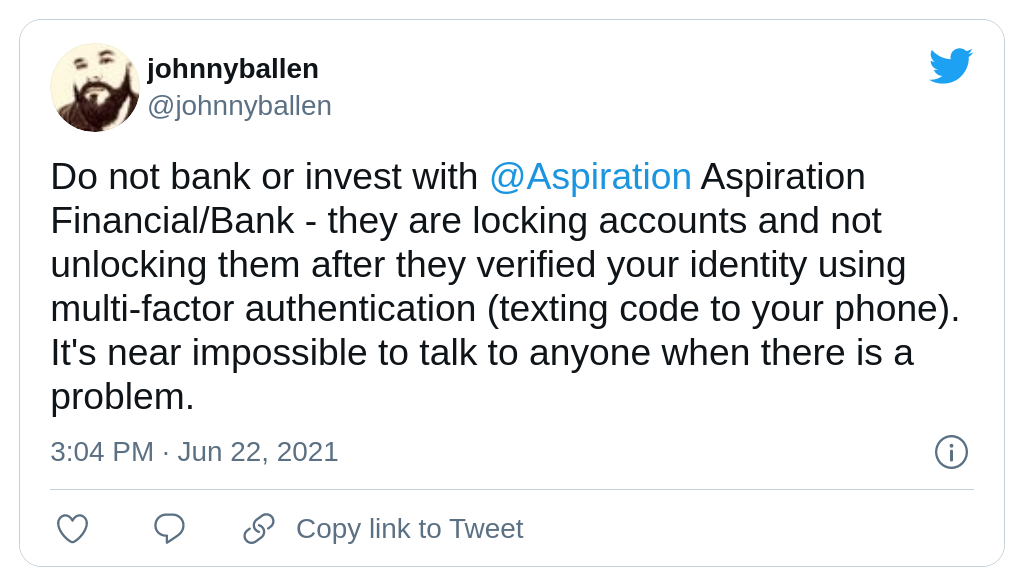 johnnyballen
@johnnyballen
Do not bank or invest with @Aspiration Aspiration
Financial/Bank - they are locking accounts and not
unlocking them after they verified your identity using
multi-factor authentication (texting code to your phone).
It's near impossible to talk to anyone when there is a
problem.
3:04 PM · Jun 22, 2021
Copy link to Tweet